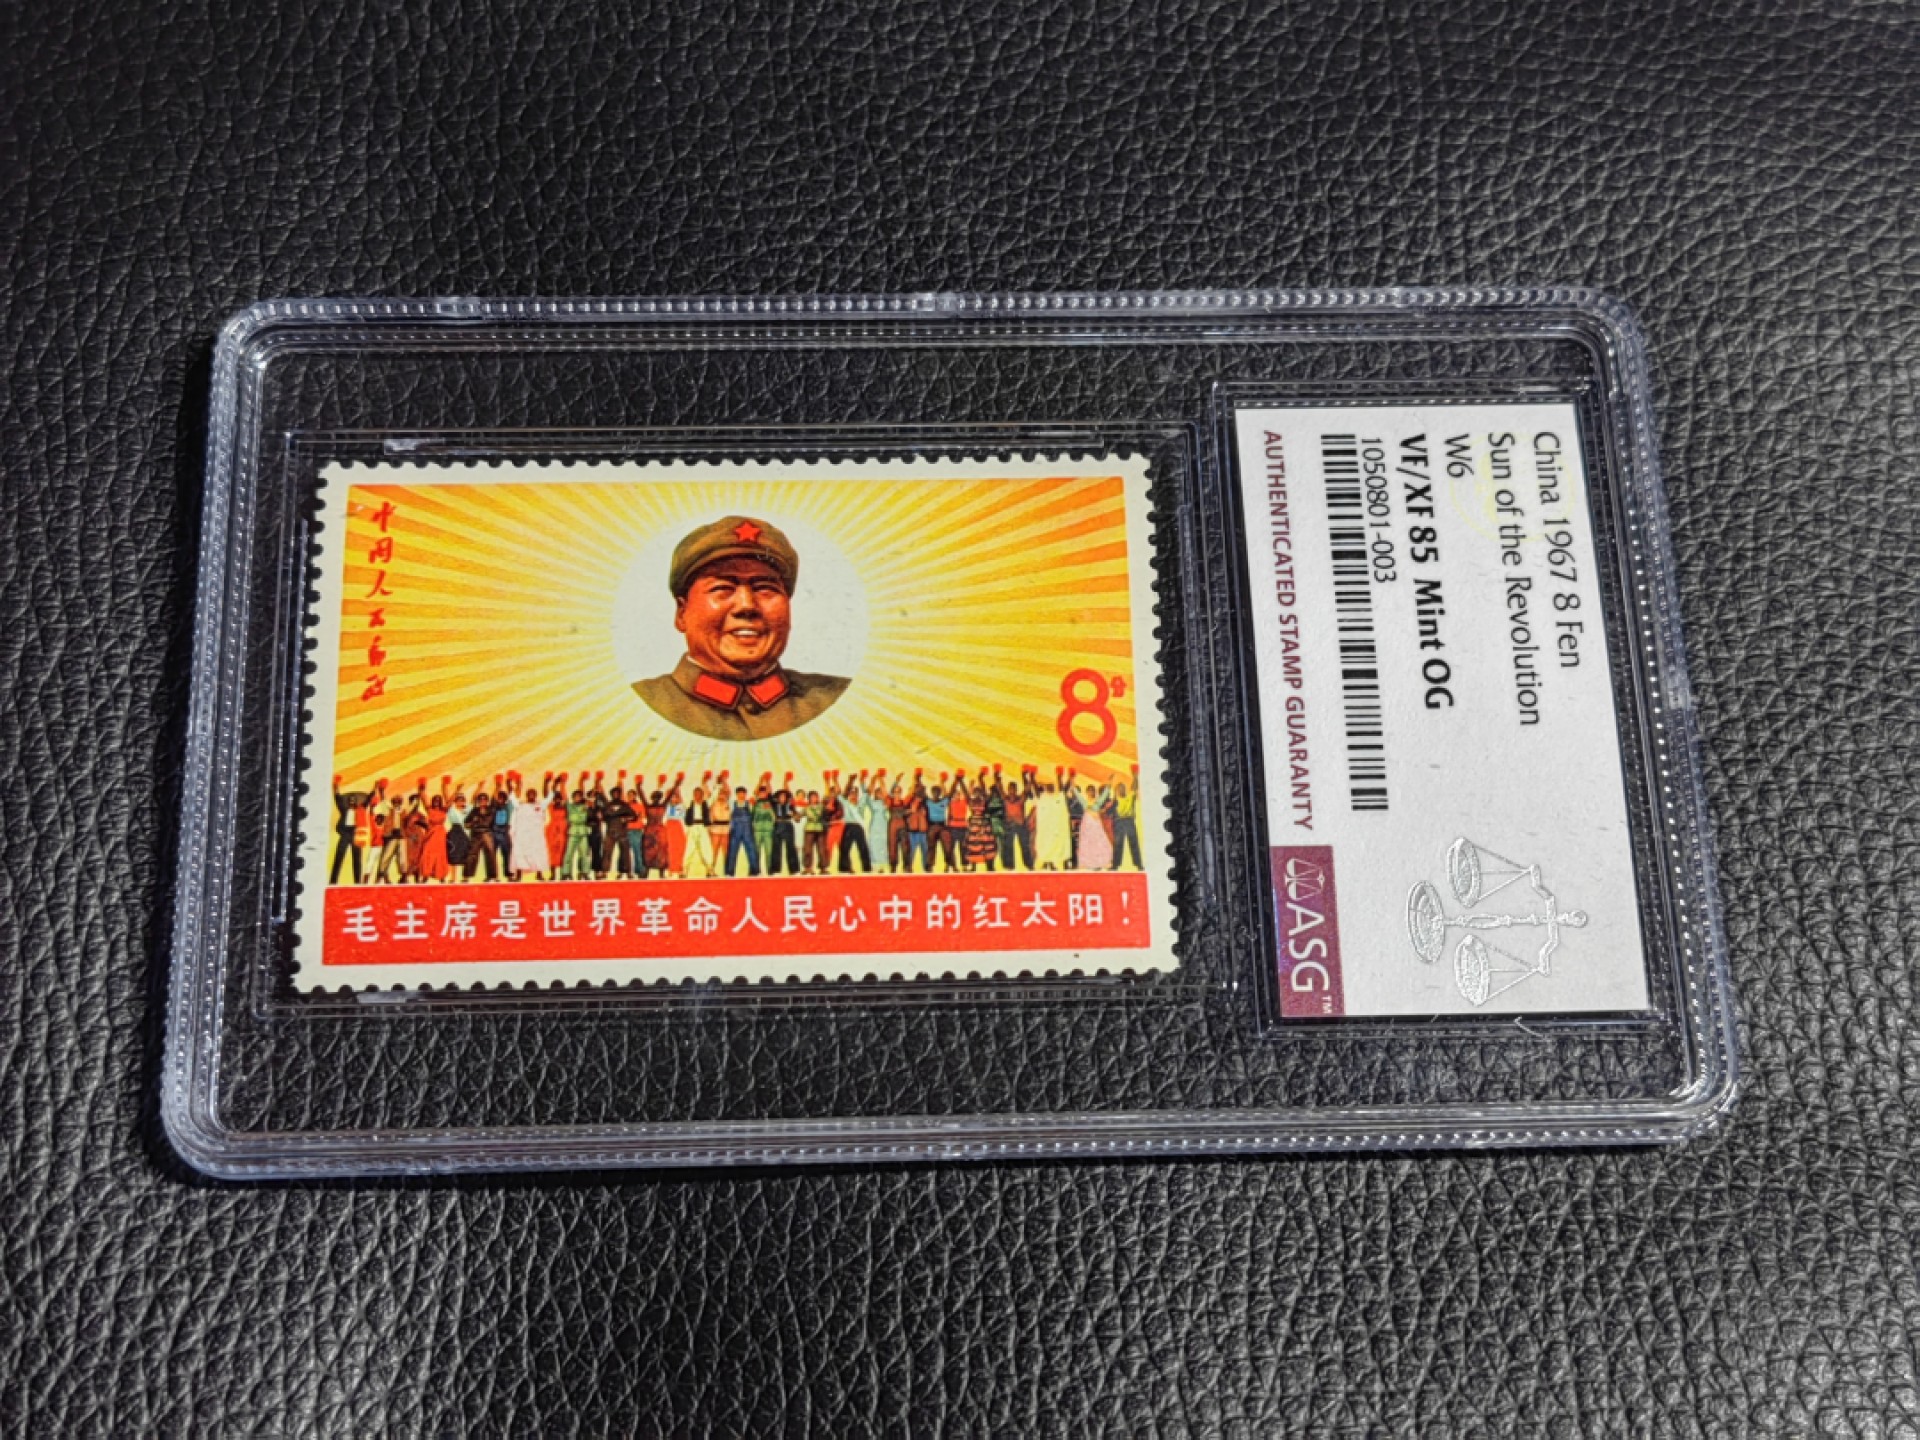 中国人民邮政
8分
毛主席是世界革命人民心中的红太阳！
China 1967 8 Fen
Sun of the Revolution
W6
VF/XF 85 Mint OG
10508801-003
AUTHENTICATED STAMP GUARANTY
ASG™